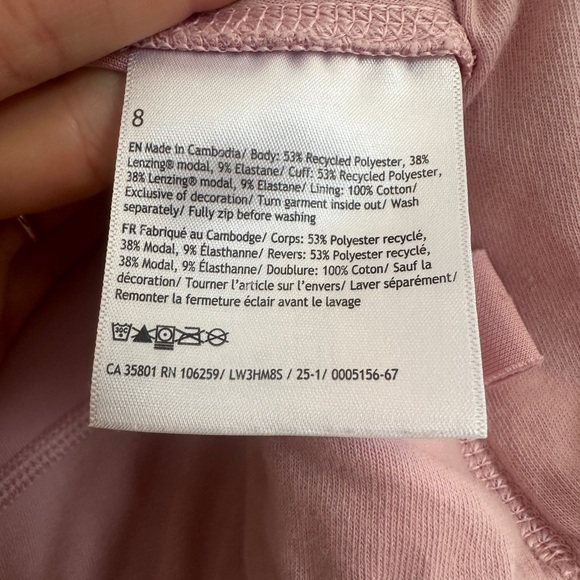 8
EN Made in Cambodia/ Body: 53% Recycled Polyester, 38%
Lenzing® modal, 9% Elastane/ Cuff: 53% Recycled Polyester,
38% Lenzing® modal, 9% Elastane/ Lining: 100% Cotton/
Exclusive of decoration/ Turn garment inside out/ Wash
separately/ Fully zip before washing
FR Fabriqué au Cambodge/ Corps: 53% Polyester recyclé,
38% Modal, 9% Élasthanne/ Revers: 53% Polyester recyclé,
38% Modal, 9% Élasthanne/ Doublure: 100% Coton/ Sauf la
décoration/ Tourner l'article sur l'envers/ Laver séparément/
Remonter la fermeture éclair avant le lavage
30C
CA 35801 RN 106259/ LW3HM8S / 25-1/ 0005156-67